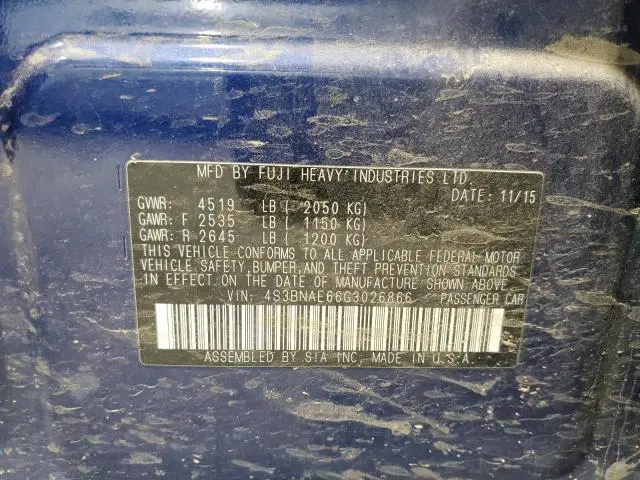 MFD BY FUJI HEAVY INDUSTRIES LTD.
DATE: 11/15
GVWR: 4519 LB ( 2050 KG)
GAWR: F 2535 LB ( 1150 KG)
GAWR: R 2645 LB ( 1200 KG)
THIS VEHICLE CONFORMS TO ALL APPLICABLE FEDERAL MOTOR
VEHICLE SAFETY, BUMPER, AND THEFT PREVENTION STANDARDS
IN EFFECT ON THE DATE OF MANUFACTURE SHOWN ABOVE
VIN: 4S3BNAE66G3026866 PASSENGER CAR
ASSEMBLED BY SIA INC, MADE IN U.S.A.